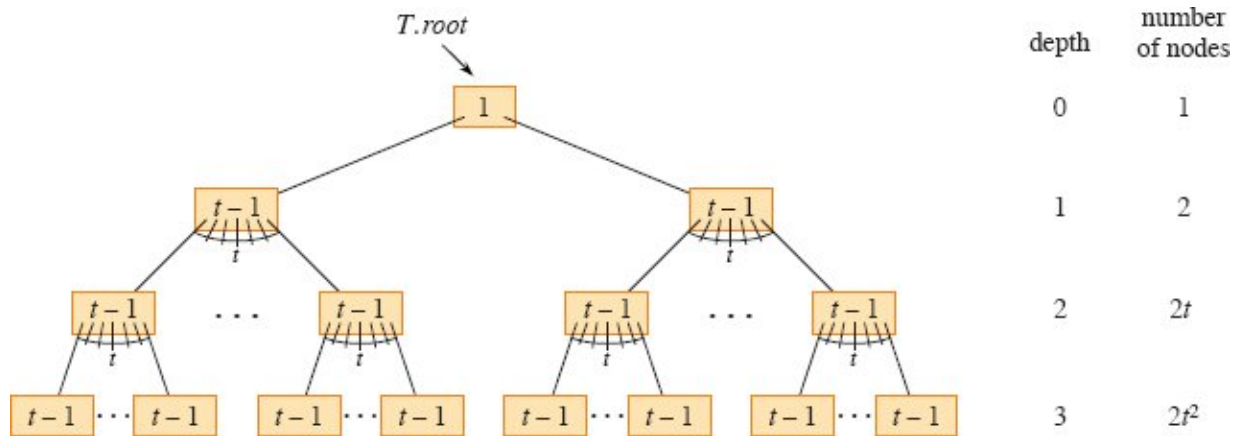 T.root
depth
number
of nodes
1
0 1
t – 1 t – 1
t t
1 2
t – 1 ... t – 1 t – 1 ... t – 1
t t t t
2 2t
t – 1 ... t – 1 t – 1 ... t – 1 t – 1 ... t – 1 t – 1 ... t – 1
3 2t²